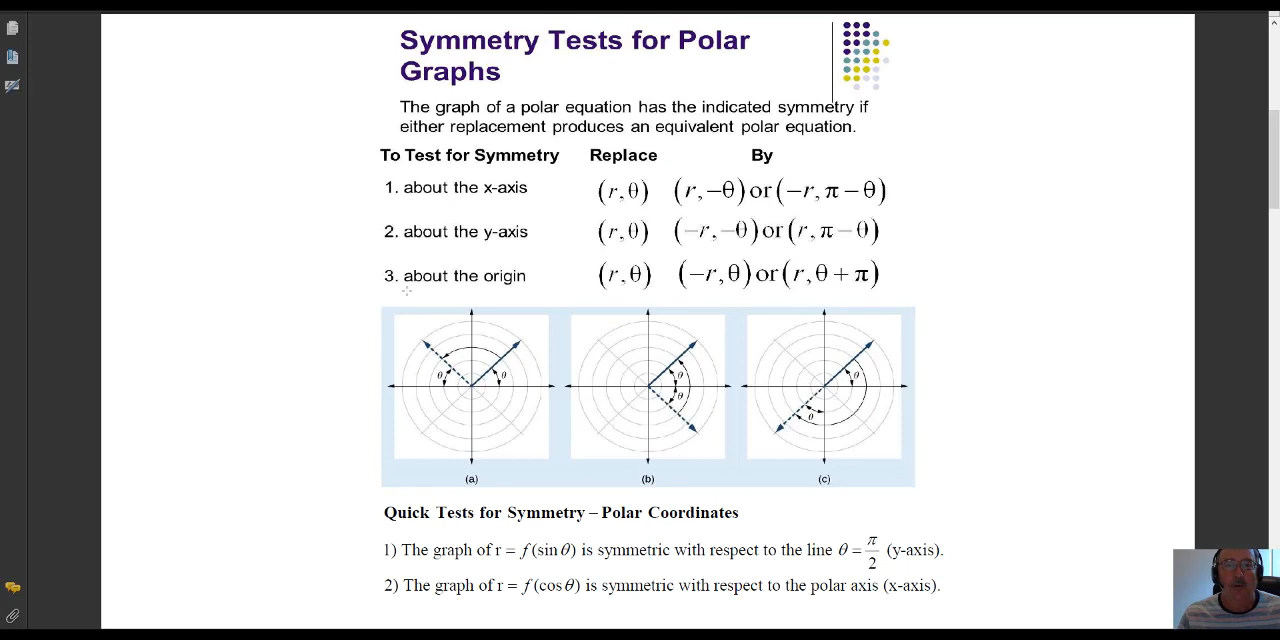 Symmetry Tests for Polar
Graphs
The graph of a polar equation has the indicated symmetry if
either replacement produces an equivalent polar equation.
To Test for Symmetry Replace By
1. about the x-axis (r,θ) (r,−θ) or (−r, π − θ)
2. about the y-axis (r,θ) (−r,−θ) or (r, π − θ)
3. about the origin (r,θ) (−r,θ) or (r,θ + π)
θ θ θ θ θ θ
(a) (b) (c)
Quick Tests for Symmetry – Polar Coordinates
1) The graph of r = f(sin θ) is symmetric with respect to the line θ = π/2 (y-axis).
2) The graph of r = f(cos θ) is symmetric with respect to the polar axis (x-axis).